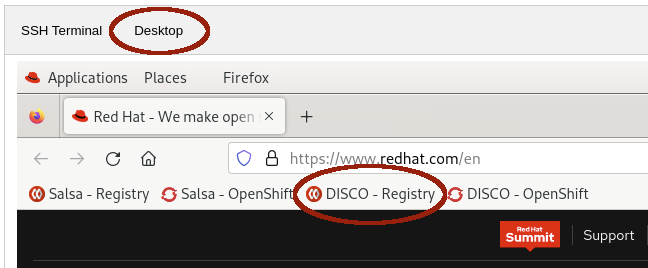 SSH Terminal Desktop
Applications Places Firefox
Red Hat - We make open
https://www.redhat.com/en
Salsa - Registry Salsa - OpenShift DISCO - Registry DISCO - OpenShift
Red Hat
Summit
Support